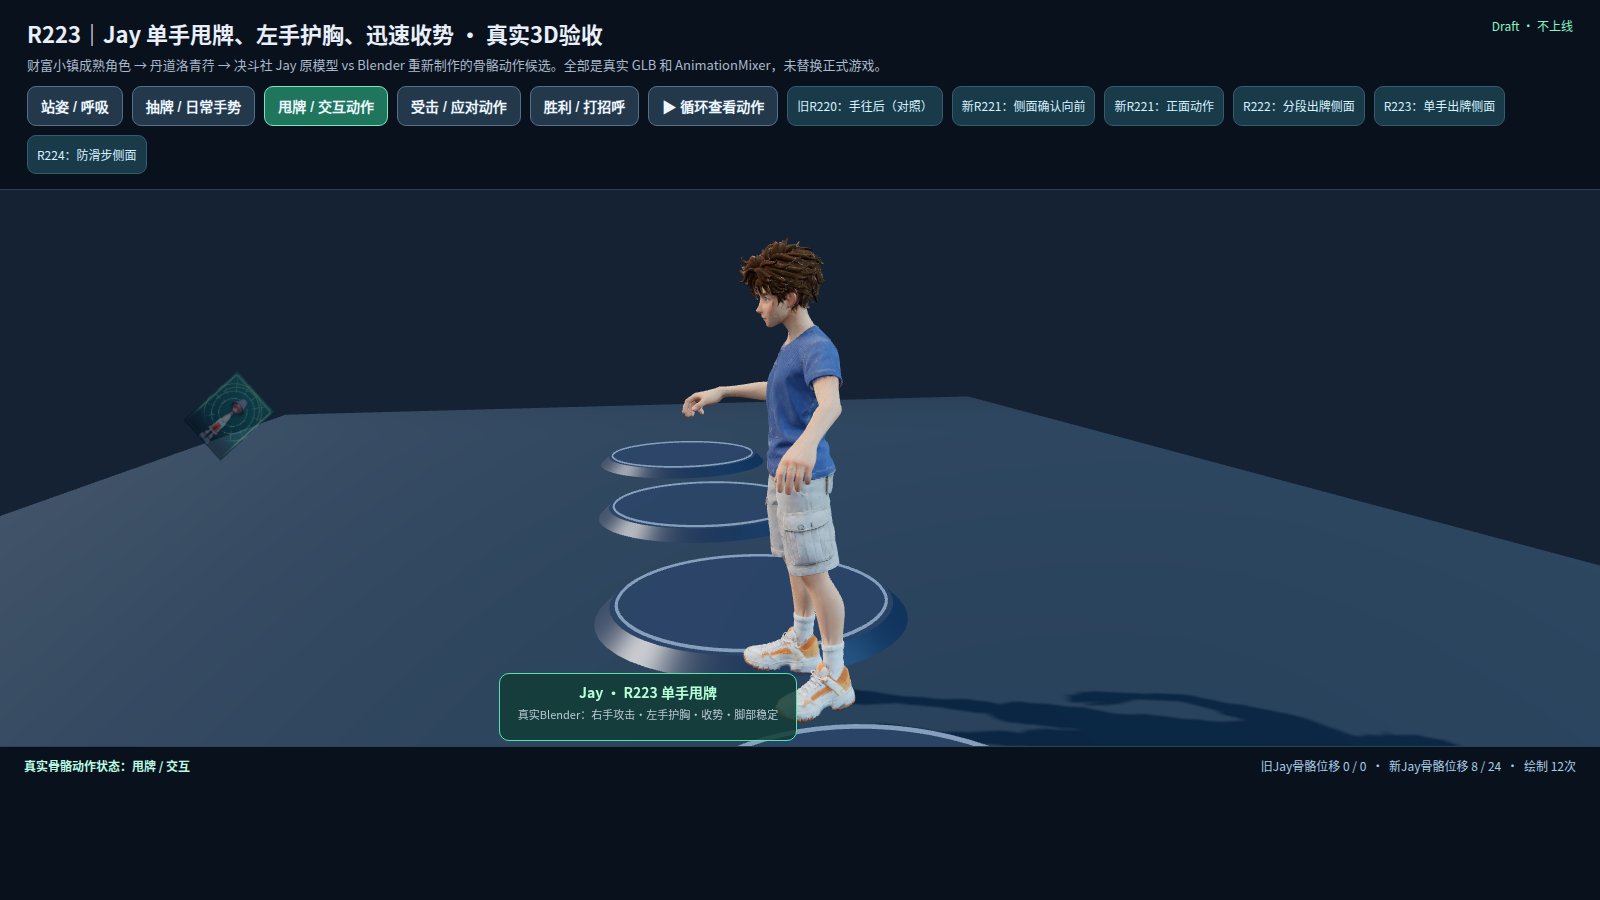 R223｜Jay 单手甩牌、左手护胸、迅速收势 · 真实3D验收
Draft · 不上线
财富小镇成熟角色 → 丹道洛青荇 → 决斗社 Jay 原模型 vs Blender 重新制作的骨骼动作候选。全部是真实 GLB 和 AnimationMixer，未替换正式游戏。
站姿 / 呼吸
抽牌 / 日常手势
甩牌 / 交互动作
受击 / 应对动作
胜利 / 打招呼
▶ 循环查看动作
旧R220：手往后（对照）
新R221：侧面确认向前
新R221：正面动作
R222：分段出牌侧面
R223：单手出牌侧面
R224：防滑步侧面
Jay · R223 单手甩牌
真实Blender：右手攻击·左手护胸·收势·脚部稳定
真实骨骼动作状态：甩牌 / 交互
旧Jay骨骼位移 0 / 0 · 新Jay骨骼位移 8 / 24 · 绘制 12次